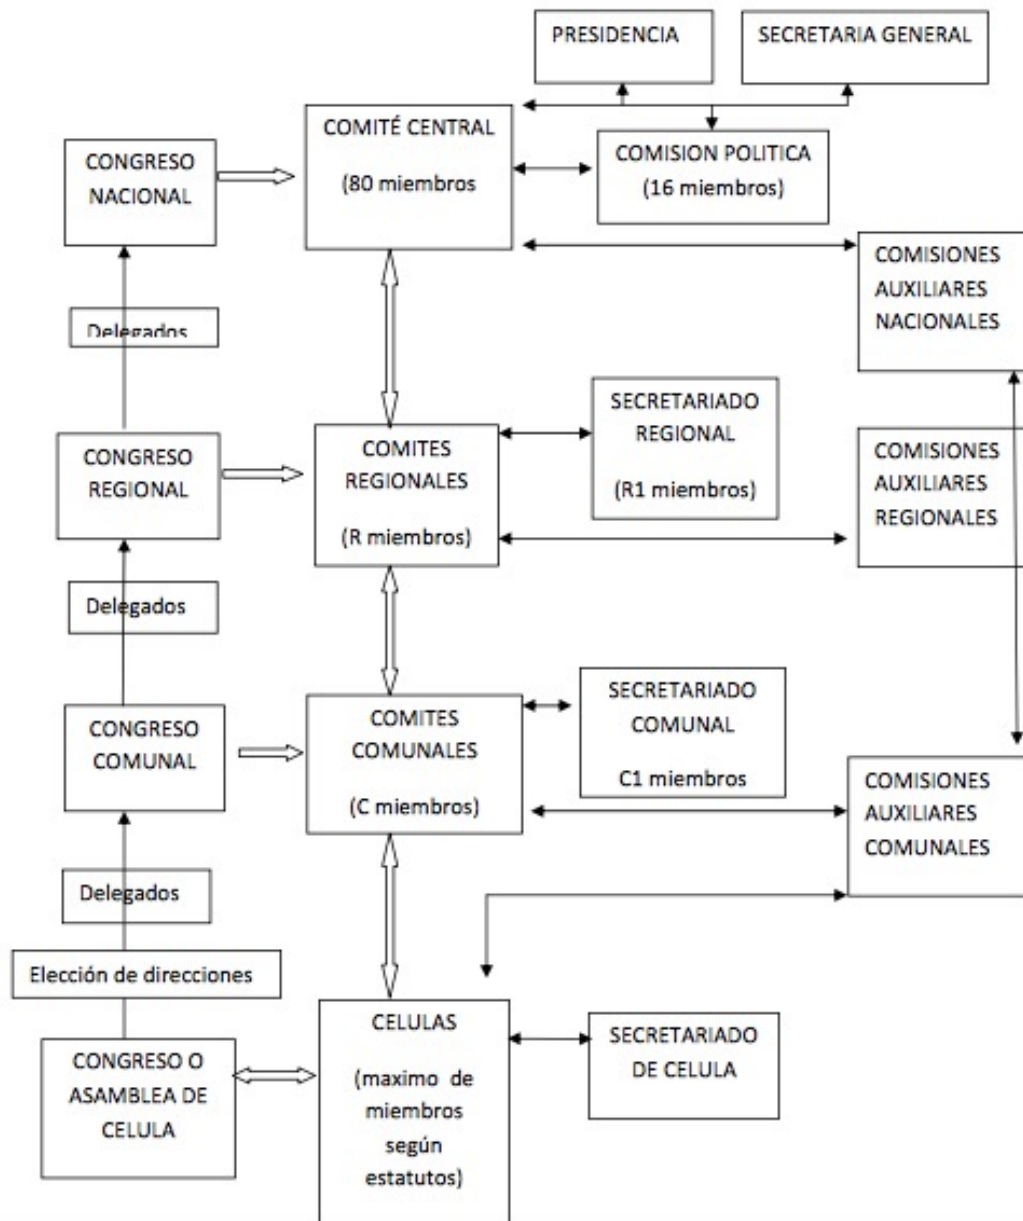 PRESIDENCIA
SECRETARIA GENERAL
COMITÉ CENTRAL
(80 miembros
COMISION POLITICA
(16 miembros)
CONGRESO
NACIONAL
COMISIONES
AUXILIARES
NACIONALES
Delegados
SECRETARIADO
REGIONAL
(R1 miembros)
COMITES
REGIONALES
(R miembros)
CONGRESO
REGIONAL
COMISIONES
AUXILIARES
REGIONALES
Delegados
SECRETARIADO
COMUNAL
C1 miembros
COMITES
COMUNALES
(C miembros)
CONGRESO
COMUNAL
COMISIONES
AUXILIARES
COMUNALES
Delegados
Elección de direcciones
CELULAS
(maximo de
miembros
según
estatutos)
SECRETARIADO
DE CELULA
CONGRESO O
ASAMBLEA DE
CELULA